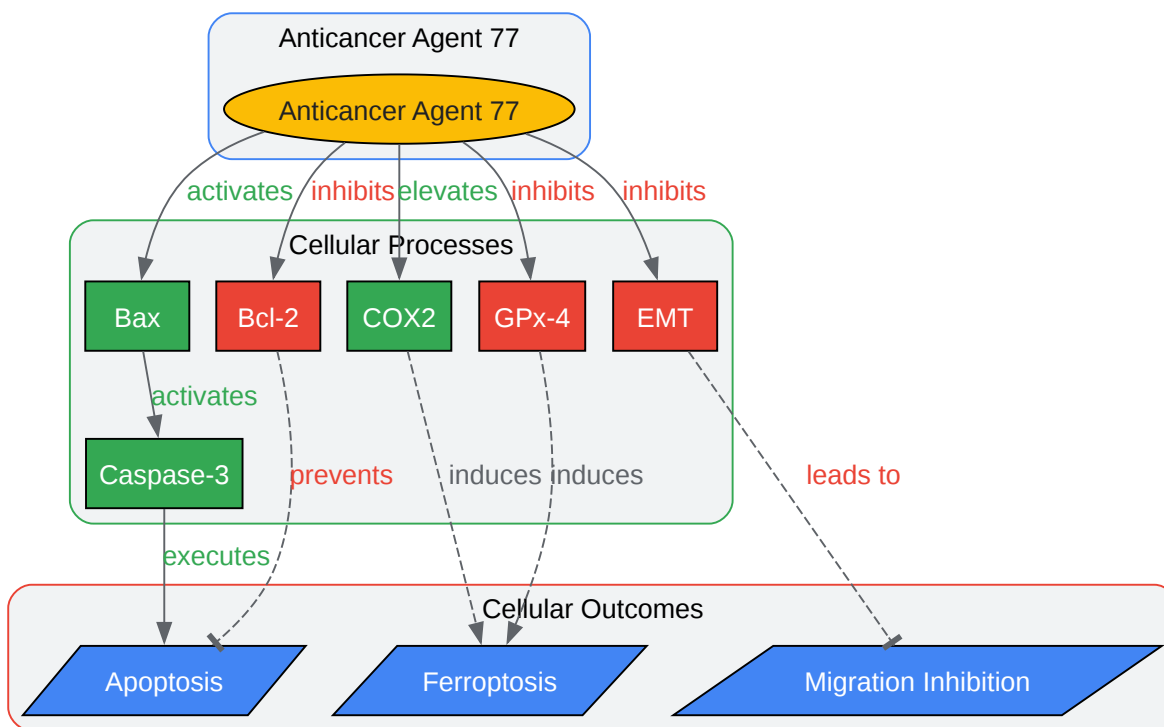 Anticancer Agent 77
Anticancer Agent 77
activates
inhibits
elevates
inhibits
inhibits
Cellular Processes
Bax
Bcl-2
COX2
GPx-4
EMT
activates
Caspase-3
prevents
induces
induces
leads to
executes
Cellular Outcomes
Apoptosis
Ferroptosis
Migration Inhibition